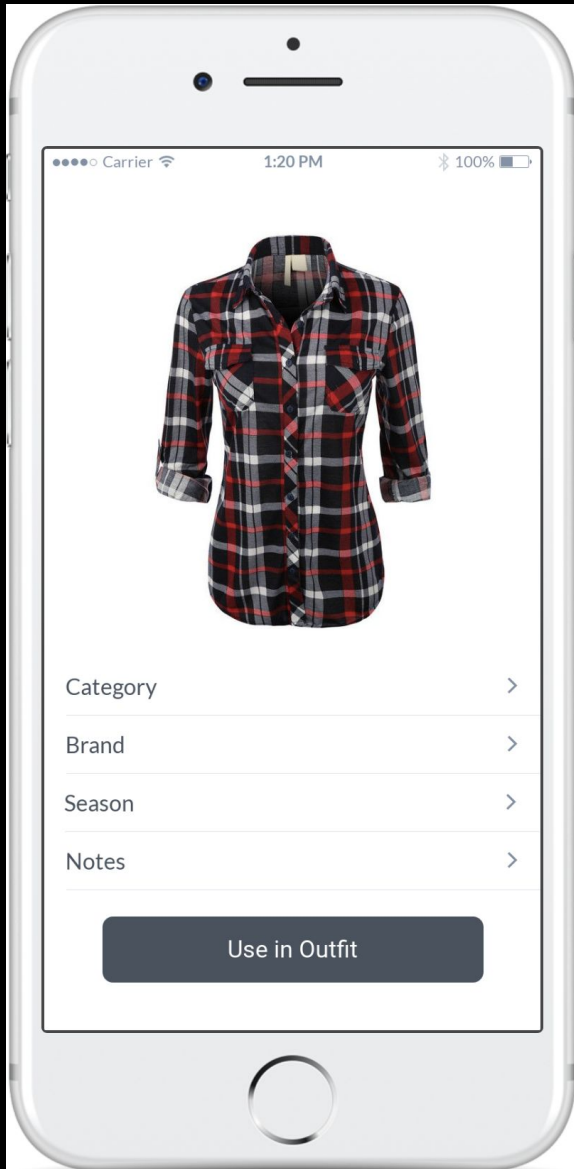 Carrier 1:20 PM 100%
Category
Brand
Season
Notes
Use in Outfit